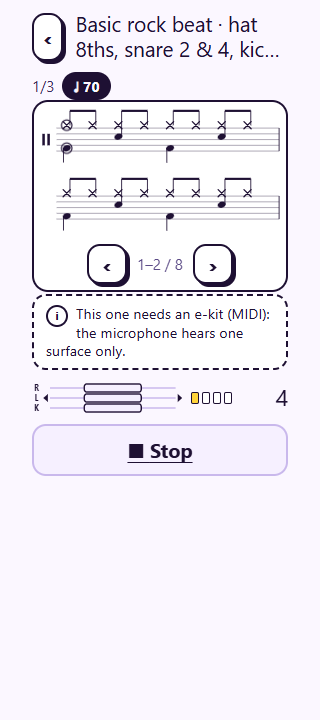 Basic rock beat · hat
8ths, snare 2 & 4, kic...
1/3 ♩ 70
1–2 / 8
i This one needs an e-kit (MIDI):
the microphone hears one
surface only.
R
L
K
4
Stop